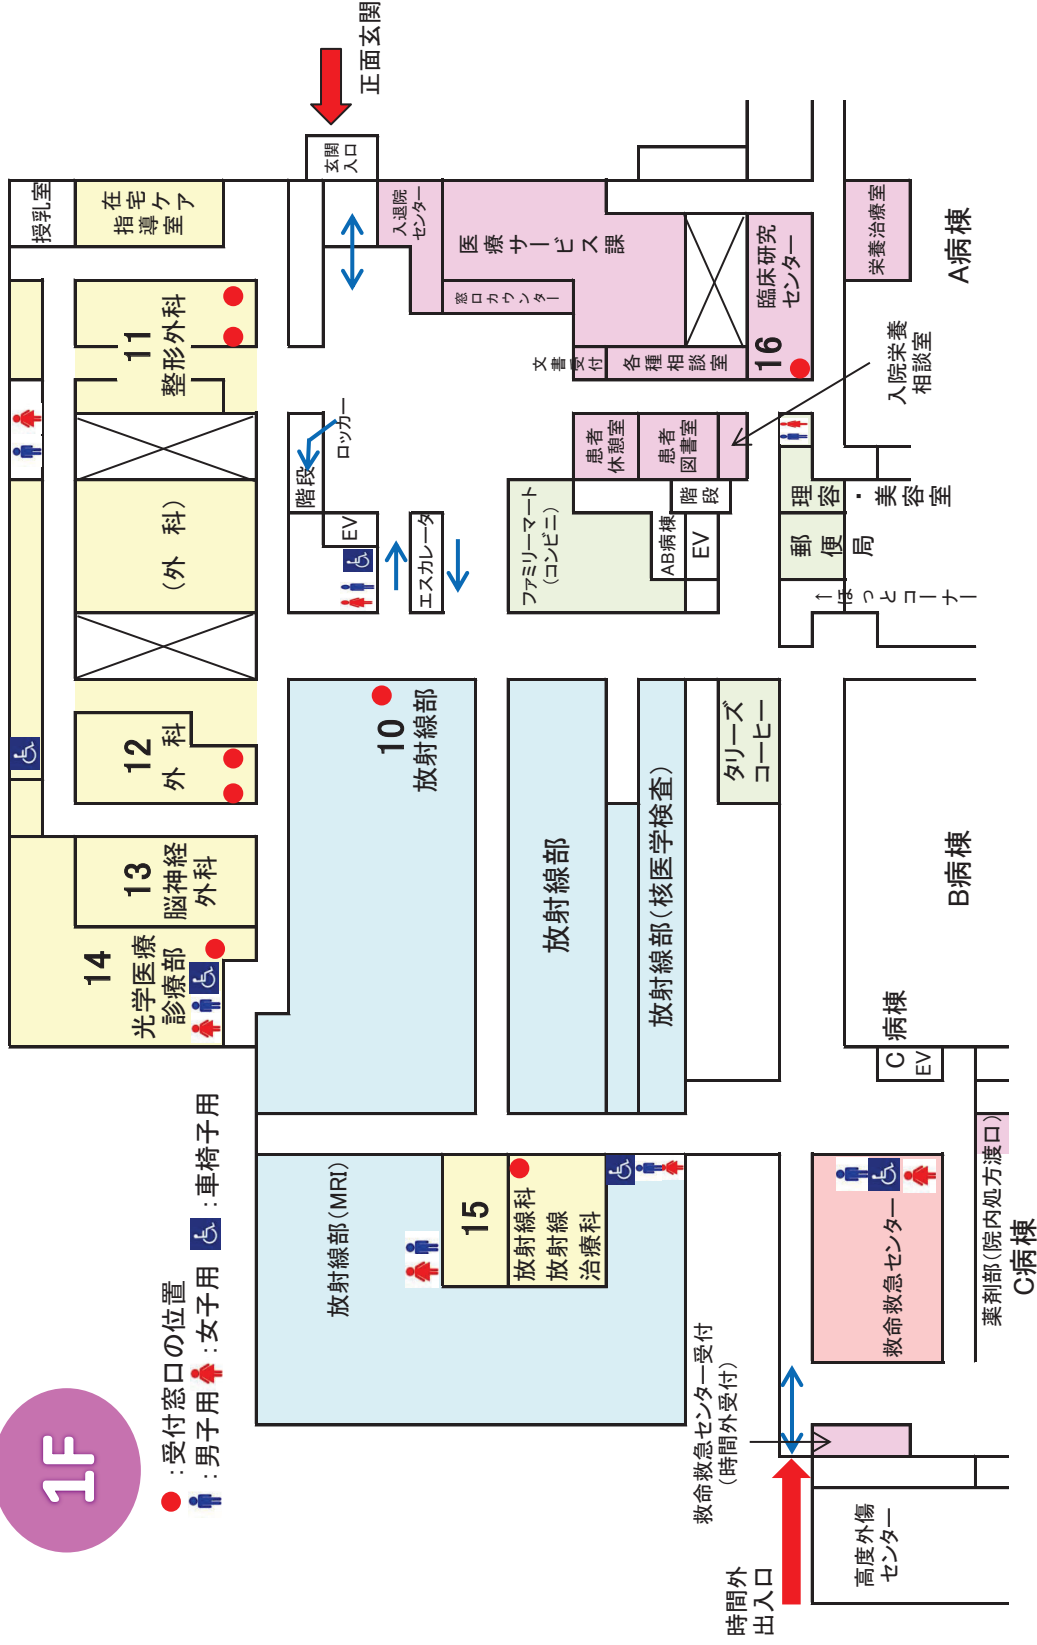 1F
●：受付窓口の位置
：男子用
：女子用
：車椅子用
14
光学医療
診療部
13
脳神経
外科
12
外　科
（外　科）
11
整形外科
授乳室
在宅ケア
指導室
放射線部（MRI）
15
放射線科
放射線
治療科
10
放射線部
放射線部
放射線部（核医学検査）
階段
EV
ロッカー
エスカレータ
玄関
入口
正面玄関
入退院
センター
医療サービス課
窓口カウンター
文書受付
各種相談室
16
臨床研究
センター
栄養治療室
A病棟
入院栄養
相談室
患者
休憩室
患者
図書室
ファミリーマート
（コンビニ）
階段
AB病棟
EV
理容・美容室
郵便局
↑ほっとコーナー
タリーズ
コーヒー
B病棟
C病棟
EV
薬剤部（院内処方渡口）
C病棟
救命救急センター
救命救急センター受付
（時間外受付）
時間外
出入口
高度外傷
センター